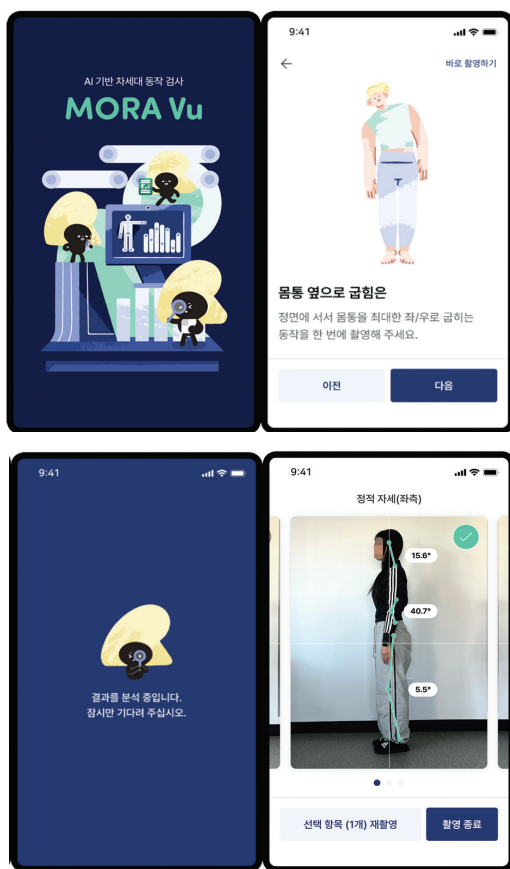 AI 기반 차세대 동작 검사
MORA Vu
9:41
바로 촬영하기
몸통 옆으로 굽힘은
정면에 서서 몸통을 최대한 좌/우로 굽히는
동작을 한 번에 촬영해 주세요.
이전
다음
9:41
결과를 분석 중입니다.
잠시만 기다려 주십시오.
9:41
정적 자세(좌측)
15.6°
40.7°
5.5°
선택 항목 (1개) 재촬영
촬영 종료